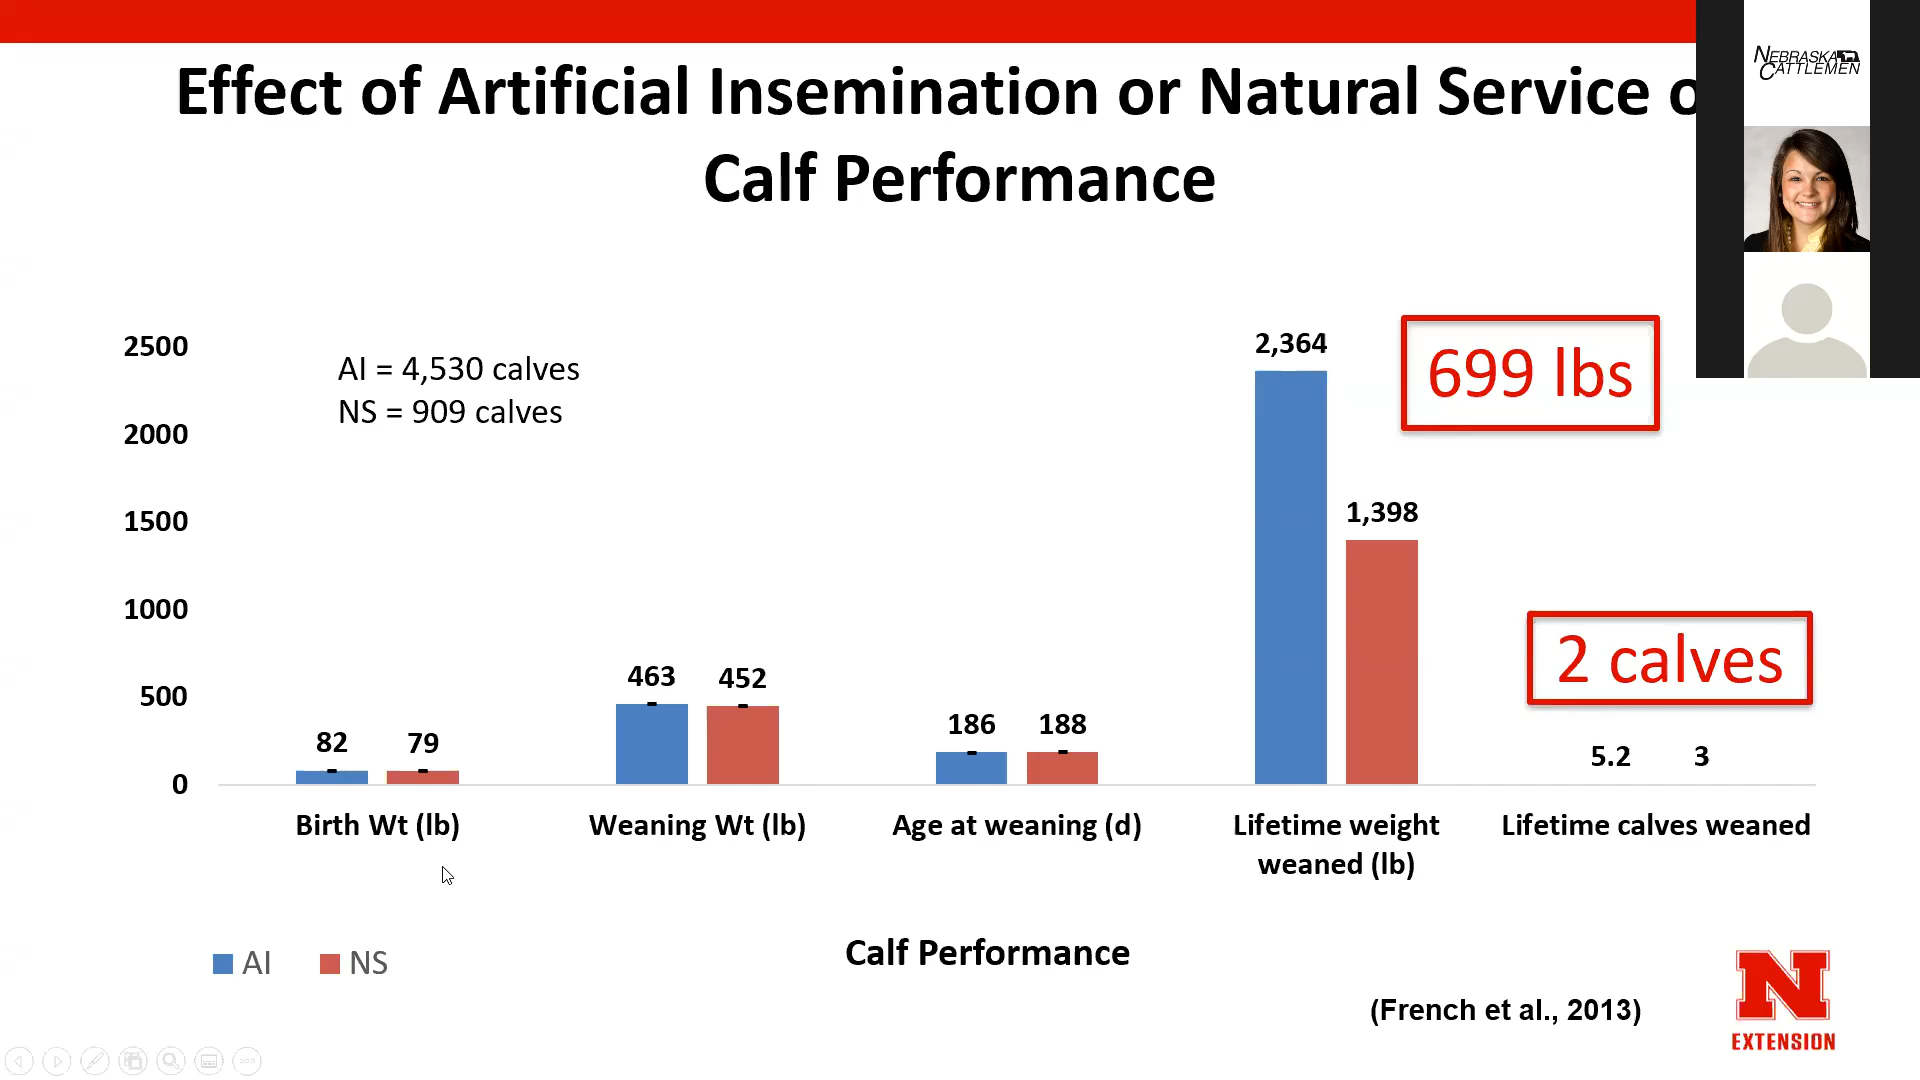 Effect of Artificial Insemination or Natural Service o
Calf Performance
NEBRASKA
CATTLEMEN
AI = 4,530 calves
NS = 909 calves
699 lbs
2 calves
2500
2000
1500
1000
500
0
82
79
463
452
186
188
2,364
1,398
5.2
3
Birth Wt (lb)
Weaning Wt (lb)
Age at weaning (d)
Lifetime weight
weaned (lb)
Lifetime calves weaned
Calf Performance
AI
NS
(French et al., 2013)
N
EXTENSION